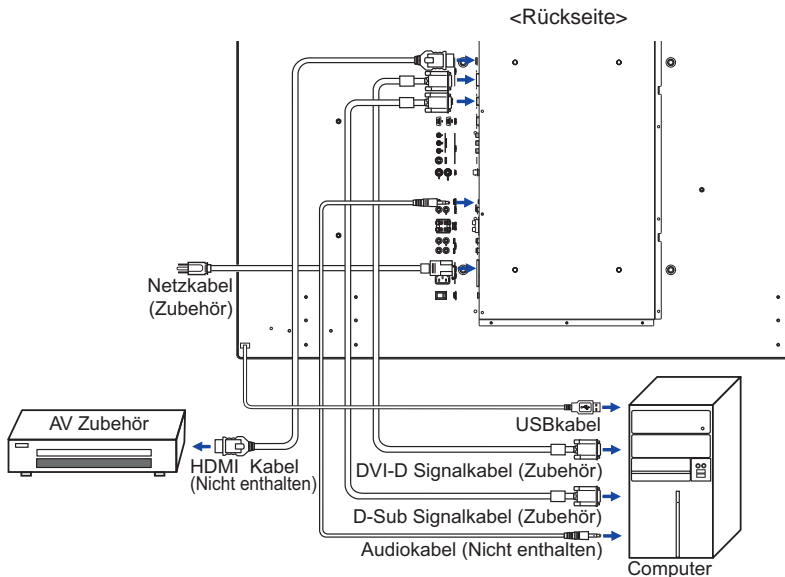 <Rückseite>
Netzkabel
(Zubehör)
AV Zubehör
HDMI Kabel
(Nicht enthalten)
USBkabel
DVI-D Signalkabel (Zubehör)
D-Sub Signalkabel (Zubehör)
Audiokabel (Nicht enthalten)
Computer